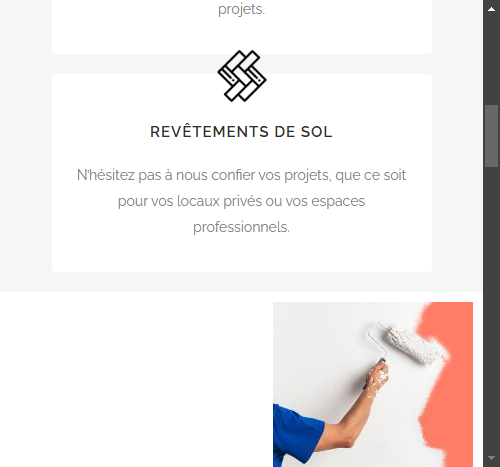 projets.
REVÊTEMENTS DE SOL
N'hésitez pas à nous confier vos projets, que ce soit
pour vos locaux privés ou vos espaces
professionnels.